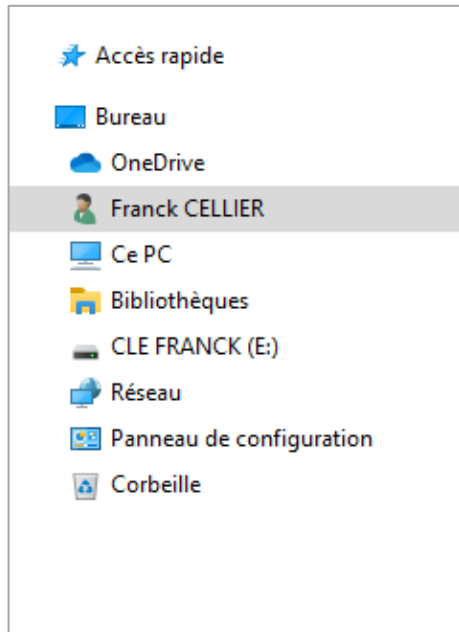 Accès rapide
Bureau
OneDrive
Franck CELLIER
Ce PC
Bibliothèques
CLE FRANCK (E:)
Réseau
Panneau de configuration
Corbeille